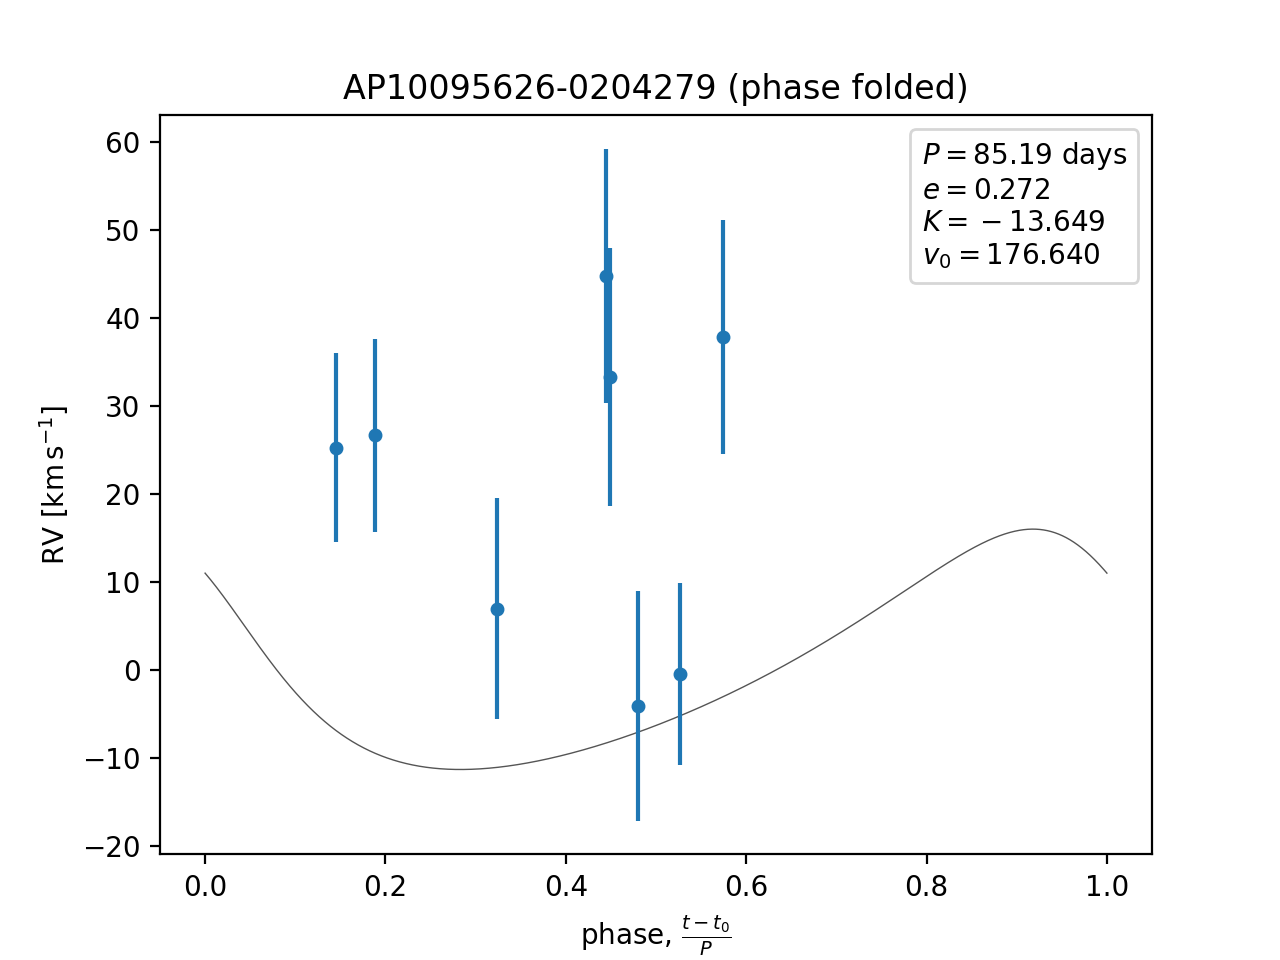 AP10095626-0204279 (phase folded)
P = 85.19 days
e = 0.272
K = −13.649
v₀ = 176.640
60
50
40
30
20
10
0
−10
−20
RV [km s⁻¹]
0.0 0.2 0.4 0.6 0.8 1.0
phase, (t − t₀)/P